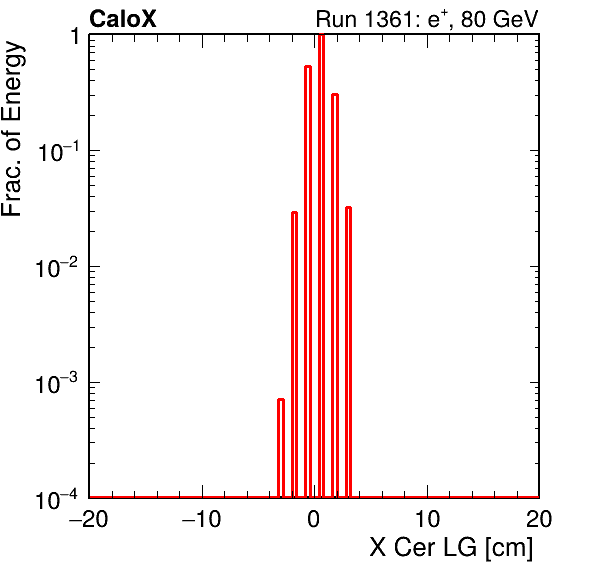 CaloX Run 1361: e⁺, 80 GeV
Frac. of Energy
1
10⁻¹
10⁻²
10⁻³
10⁻⁴
−20 −10 0 10 20
X Cer LG [cm]